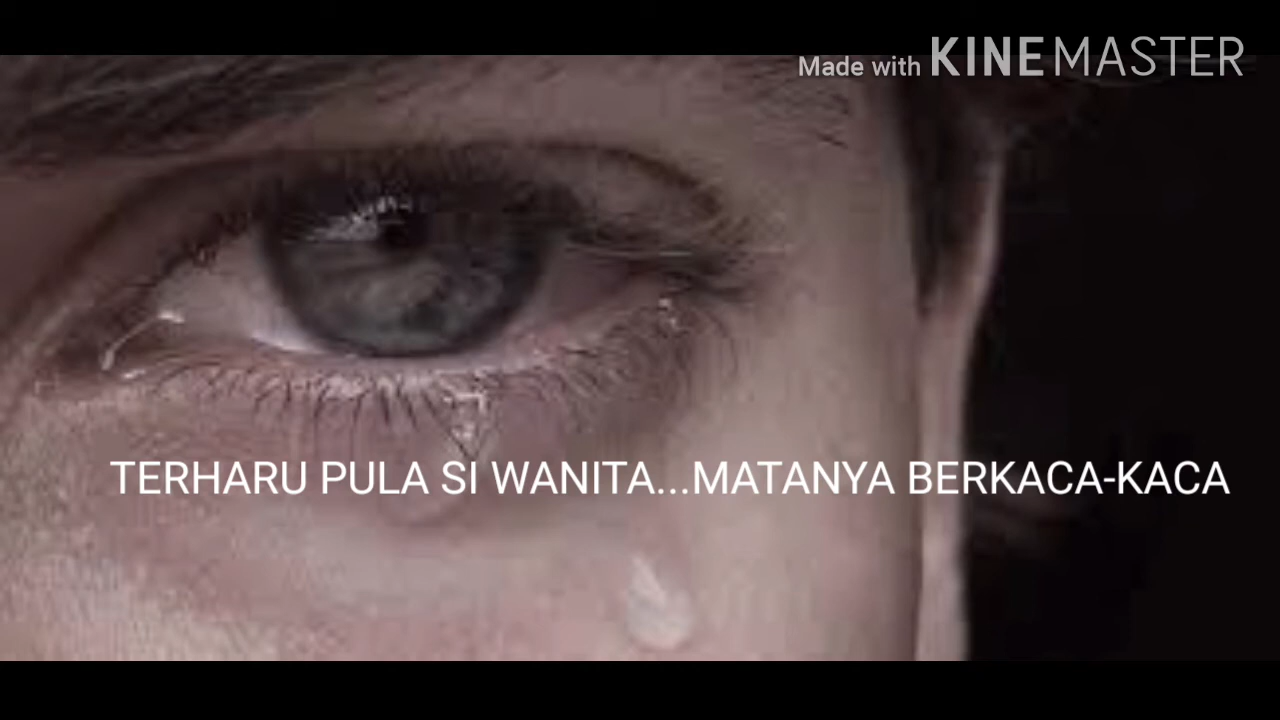 Made with KINEMASTER
TERHARU PULA SI WANITA...MATANYA BERKACA-KACA